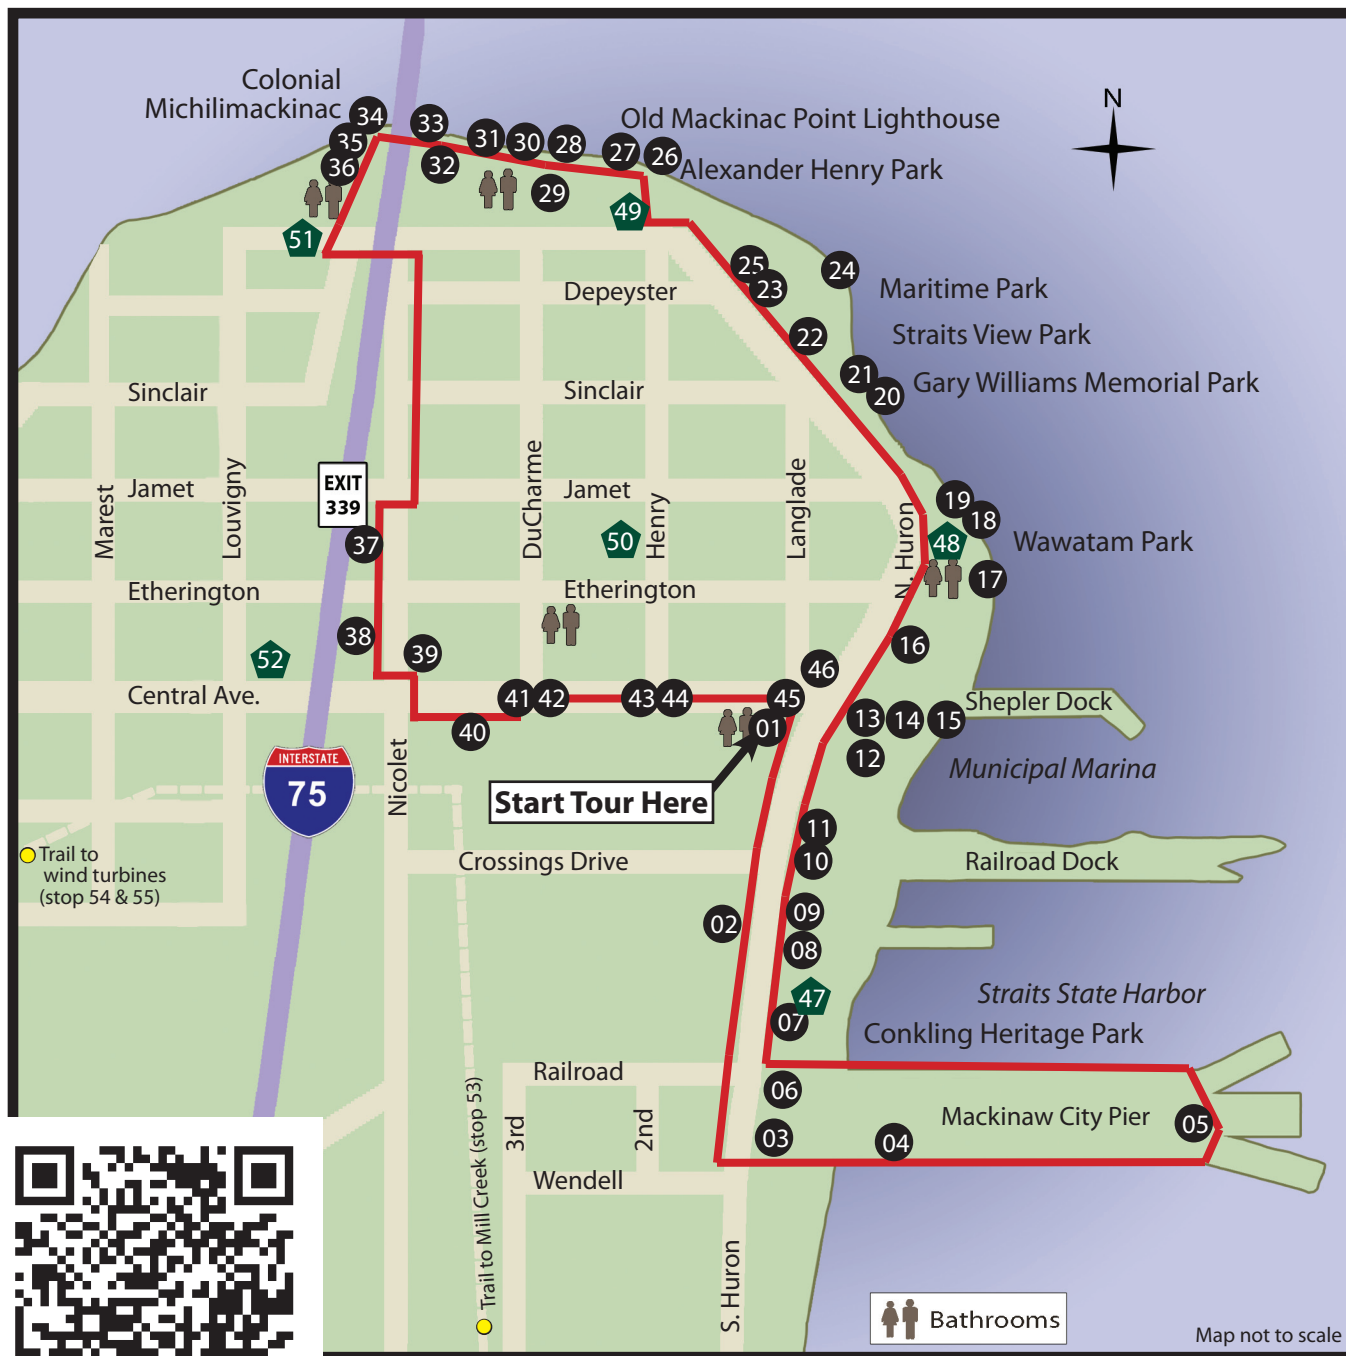 Colonial
Michilimackinac
N
34
33
35
31
30
28
27
26
Old Mackinac Point Lighthouse
36
32
29
Alexander Henry Park
49
51
25
24
23
Depeyster
Maritime Park
22
Straits View Park
21
20
Gary Williams Memorial Park
Sinclair
Sinclair
EXIT
339
Jamet
Jamet
Marest
Louvigny
DuCharme
Henry
Langlade
N. Huron
19
18
37
50
48
Wawatam Park
17
Etherington
Etherington
38
39
16
52
46
Central Ave.
41
42
43
44
45
Shepler Dock
40
01
13
14
15
12
Municipal Marina
INTERSTATE
75
Nicolet
Start Tour Here
11
10
Trail to
wind turbines
(stop 54 & 55)
Crossings Drive
Railroad Dock
02
09
08
47
Straits State Harbor
07
Conkling Heritage Park
Railroad
06
Mackinaw City Pier
05
03
04
3rd
2nd
Wendell
Trail to Mill Creek (stop 53)
S. Huron
Bathrooms
Map not to scale